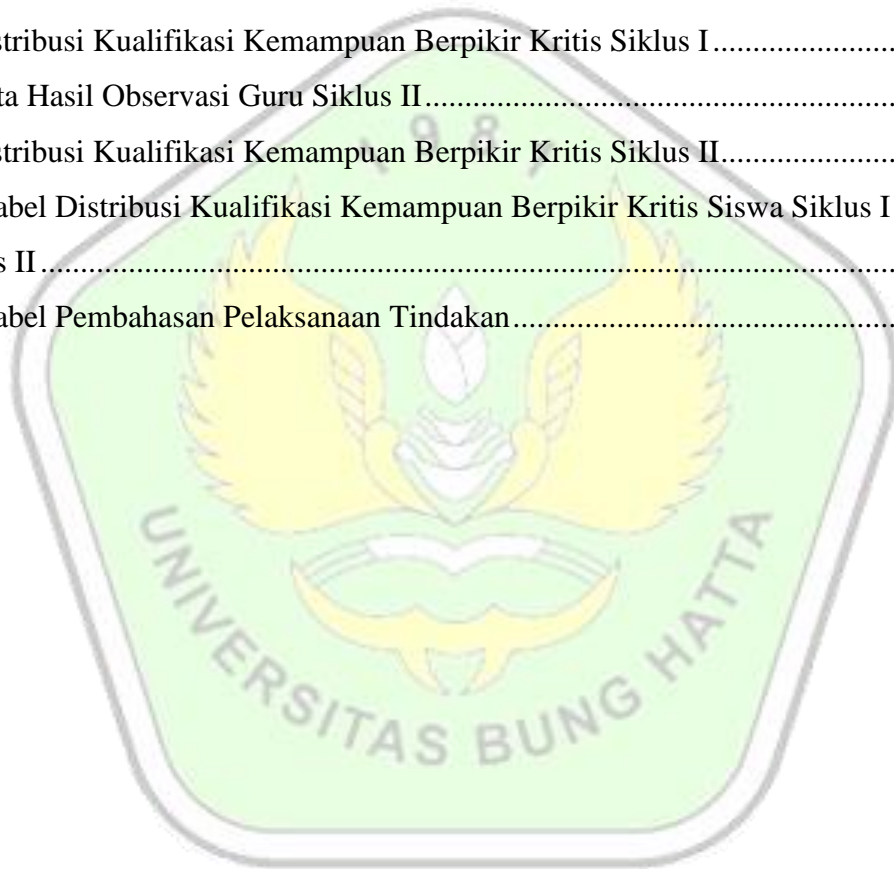 stribusi Kualifikasi Kemampuan Berpikir Kritis Siklus I.......................
ta Hasil Observasi Guru Siklus II..........................................................
stribusi Kualifikasi Kemampuan Berpikir Kritis Siklus II......................
abel Distribusi Kualifikasi Kemampuan Berpikir Kritis Siswa Siklus I
s II..........................................................................................................
abel Pembahasan Pelaksanaan Tindakan...............................................
1981
UNIVERSITAS BUNG HATTA